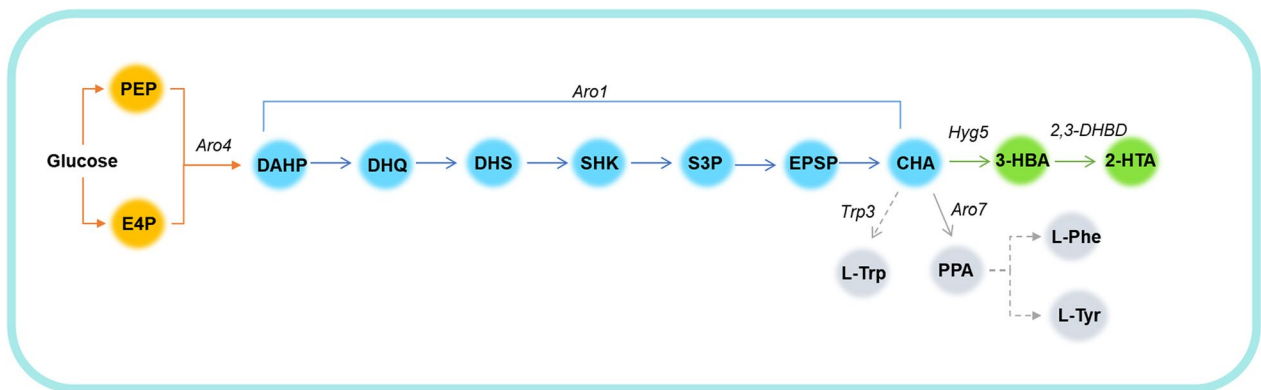 PEP
Aro1
Aro4
Hyg5
2,3-DHBD
Glucose
DAHP
DHQ
DHS
SHK
S3P
EPSP
CHA
3-HBA
2-HTA
E4P
Trp3
Aro7
L-Trp
PPA
L-Phe
L-Tyr